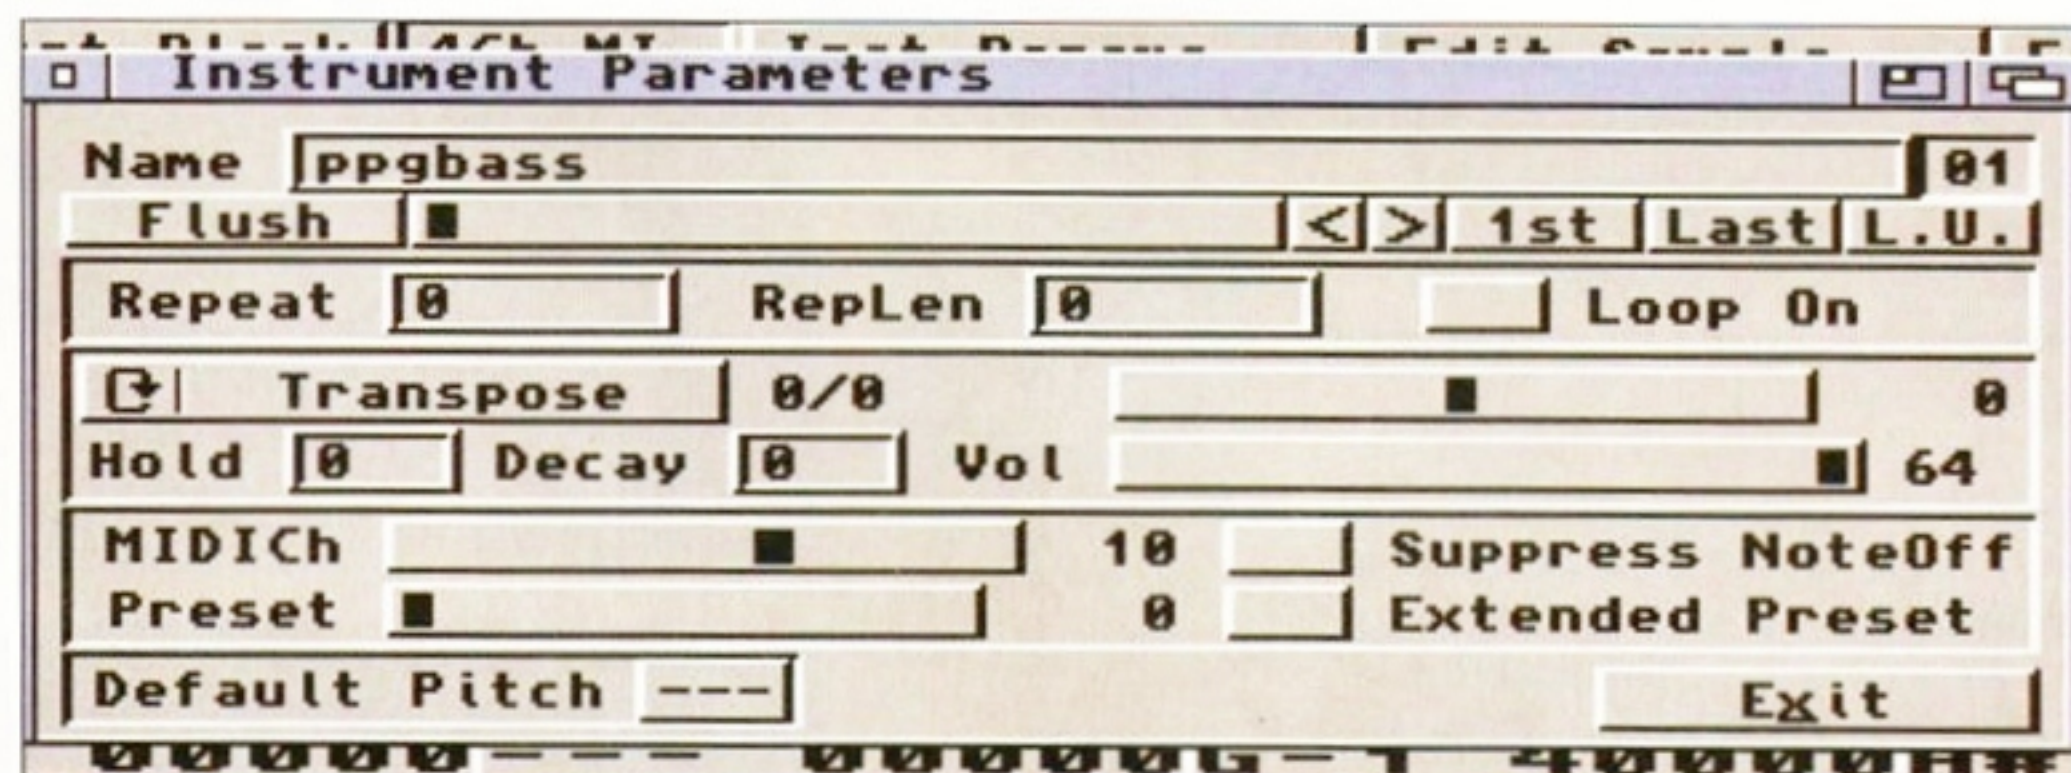 Instrument Parameters
Name ppgbass 01
Flush < > 1st Last L.U.
Repeat 0 RepLen 0 Loop On
Transpose 0/0 0
Hold 0 Decay 0 Vol 64
MIDICh 10 Suppress NoteOff
Preset 0 Extended Preset
Default Pitch ---
Exit